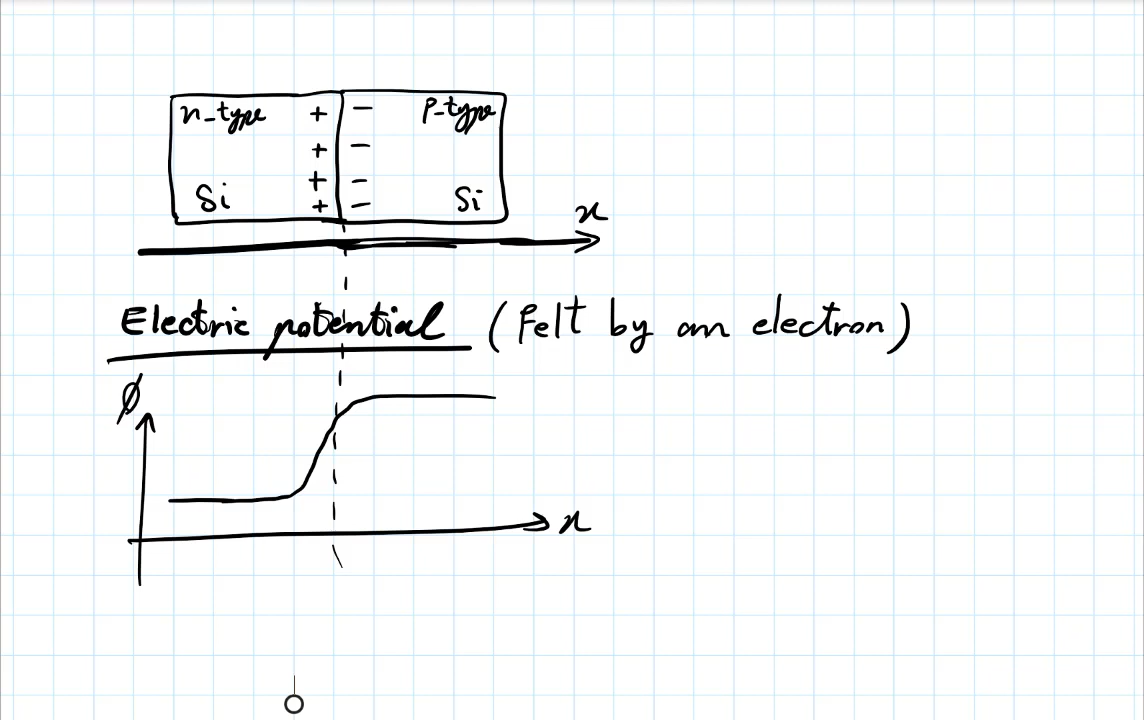 n-type + - p-type
+ -
+ -
Si + - Si
x
Electric potential (Felt by an electron)
ϕ
x